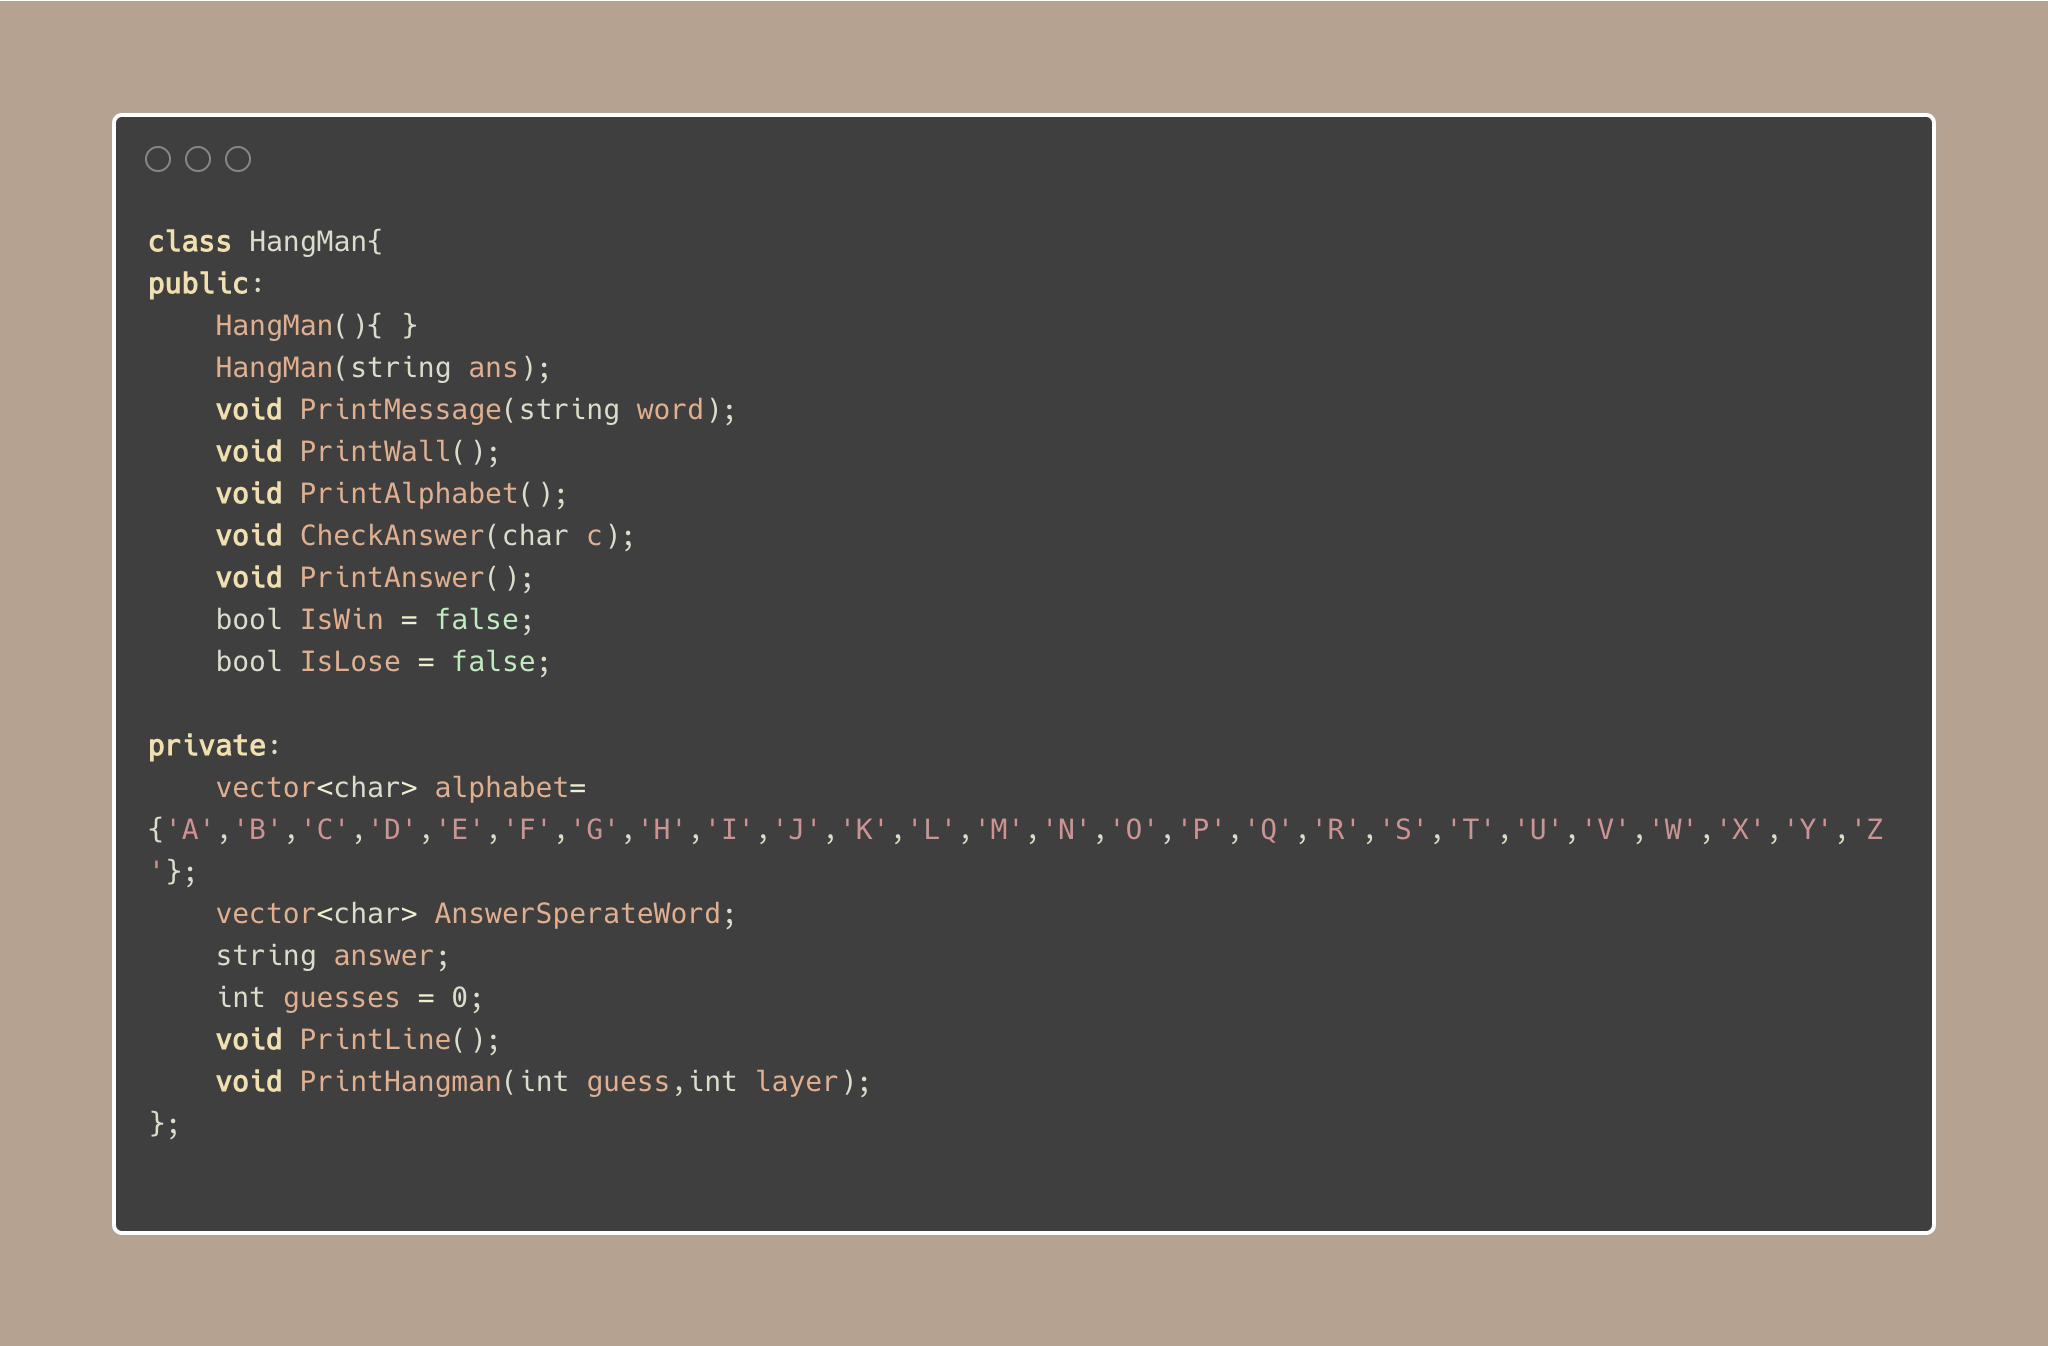 class HangMan{
public:
    HangMan(){ }
    HangMan(string ans);
    void PrintMessage(string word);
    void PrintWall();
    void PrintAlphabet();
    void CheckAnswer(char c);
    void PrintAnswer();
    bool IsWin = false;
    bool IsLose = false;

private:
    vector<char> alphabet=
{'A','B','C','D','E','F','G','H','I','J','K','L','M','N','O','P','Q','R','S','T','U','V','W','X','Y','Z
'};
    vector<char> AnswerSperateWord;
    string answer;
    int guesses = 0;
    void PrintLine();
    void PrintHangman(int guess,int layer);
};